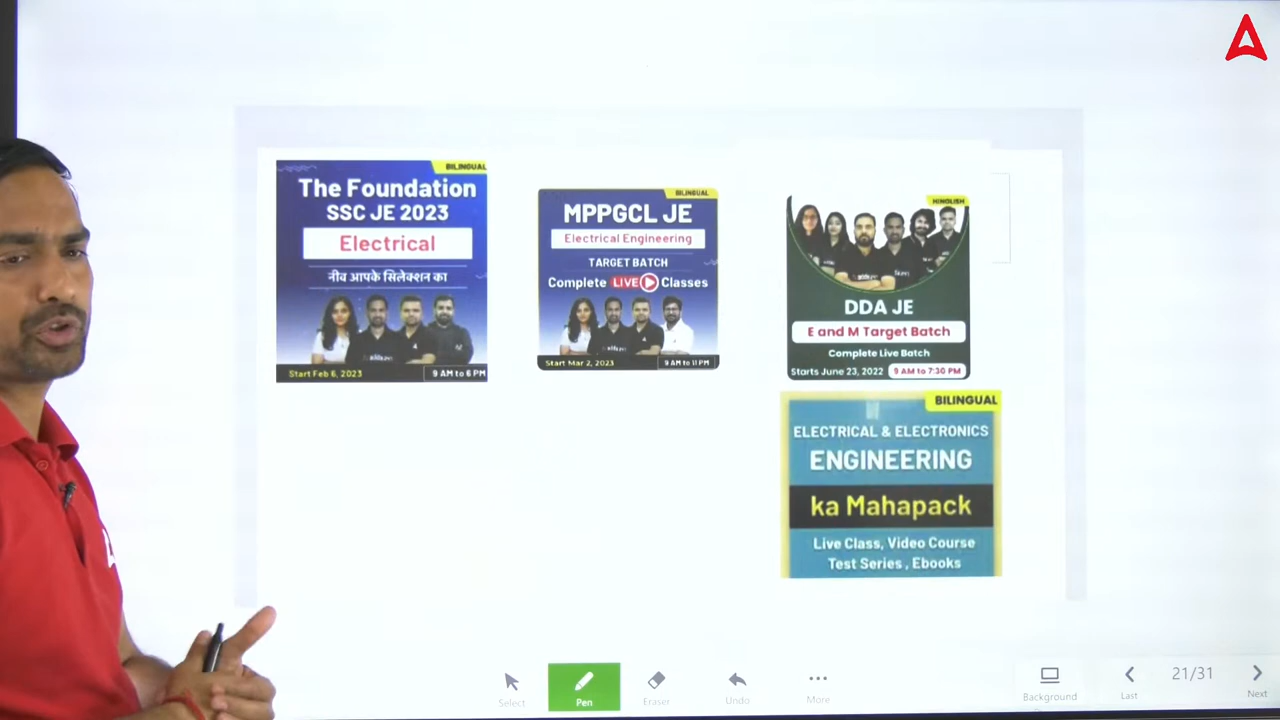 BILINGUAL
The Foundation
SSC JE 2023
Electrical
नीव आपके सिलेक्शन का
Start Feb 6, 2023
9 AM to 6 PM
BILINGUAL
MPPGCL JE
Electrical Engineering
TARGET BATCH
Complete LIVE Classes
Start Mar 2, 2023
9 AM to 11 PM
HINGLISH
DDA JE
E and M Target Batch
Complete Live Batch
Starts June 23, 2022
9 AM to 7:30 PM
BILINGUAL
ELECTRICAL & ELECTRONICS
ENGINEERING
ka Mahapack
Live Class, Video Course
Test Series , Ebooks
Select
Pen
Eraser
Undo
More
Background
Last
21/31
Next